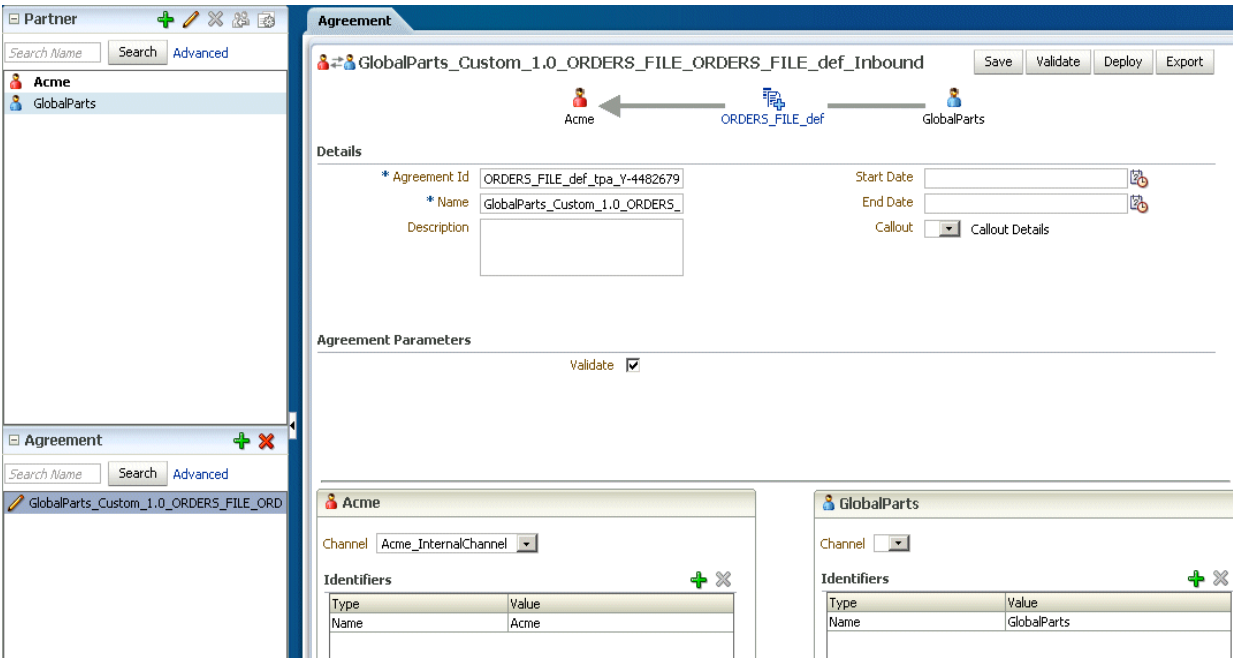 Partner
Search Name Search Advanced
Acme
GlobalParts
Agreement
Search Name Search Advanced
GlobalParts_Custom_1.0_ORDERS_FILE_ORD
Agreement
GlobalParts_Custom_1.0_ORDERS_FILE_ORDERS_FILE_def_Inbound Save Validate Deploy Export
Acme ORDERS_FILE_def GlobalParts
Details
* Agreement Id ORDERS_FILE_def_tpa_Y-4482679 Start Date
* Name GlobalParts_Custom_1.0_ORDERS_ End Date
Description Callout Callout Details
Agreement Parameters
Validate
Acme
Channel Acme_InternalChannel
Identifiers
Type Value
Name Acme
GlobalParts
Channel
Identifiers
Type Value
Name GlobalParts